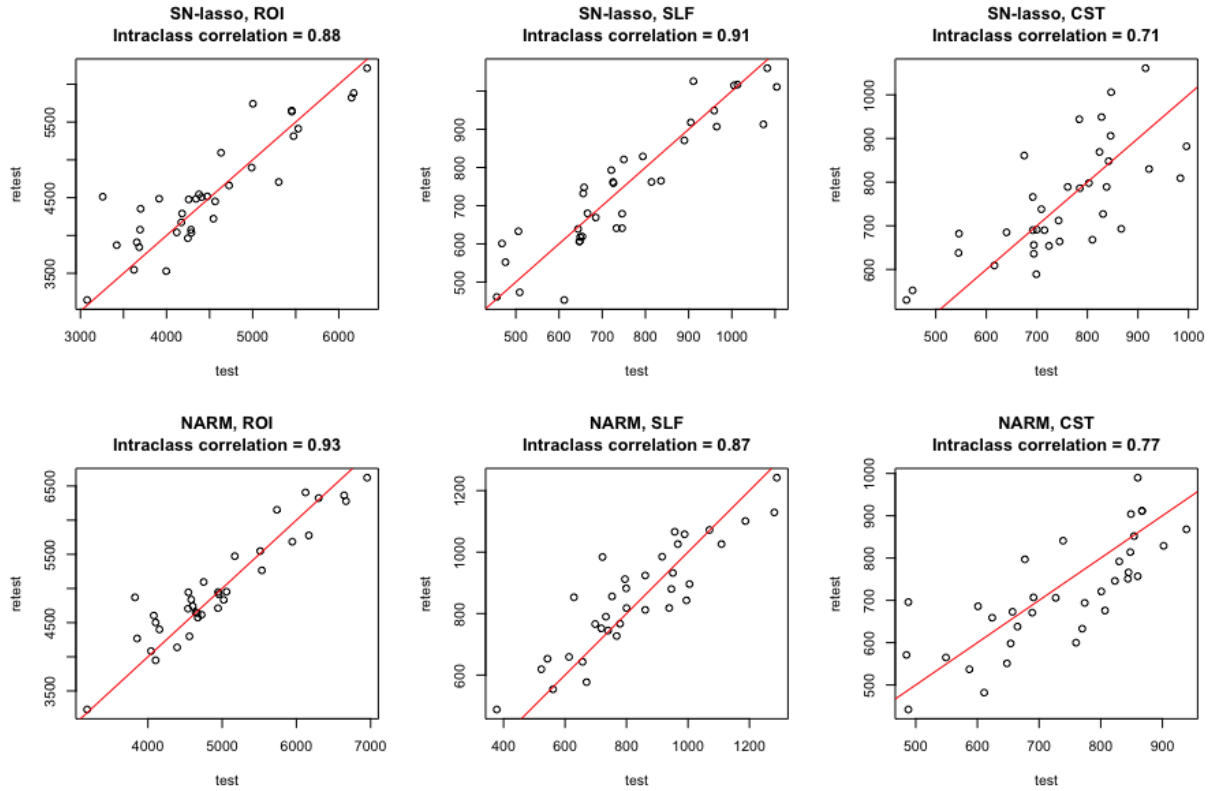 SN-lasso, ROI
Intraclass correlation = 0.88
3500 4500 5500
retest
3000 4000 5000 6000
test
SN-lasso, SLF
Intraclass correlation = 0.91
500 600 700 800 900
retest
500 600 700 800 900 1000
test
SN-lasso, CST
Intraclass correlation = 0.71
600 700 800 900 1000
retest
500 600 700 800 900 1000
test
NARM, ROI
Intraclass correlation = 0.93
3500 4500 5500 6500
retest
4000 5000 6000 7000
test
NARM, SLF
Intraclass correlation = 0.87
600 800 1000 1200
retest
400 600 800 1000 1200
test
NARM, CST
Intraclass correlation = 0.77
500 600 700 800 900 1000
retest
500 600 700 800 900
test